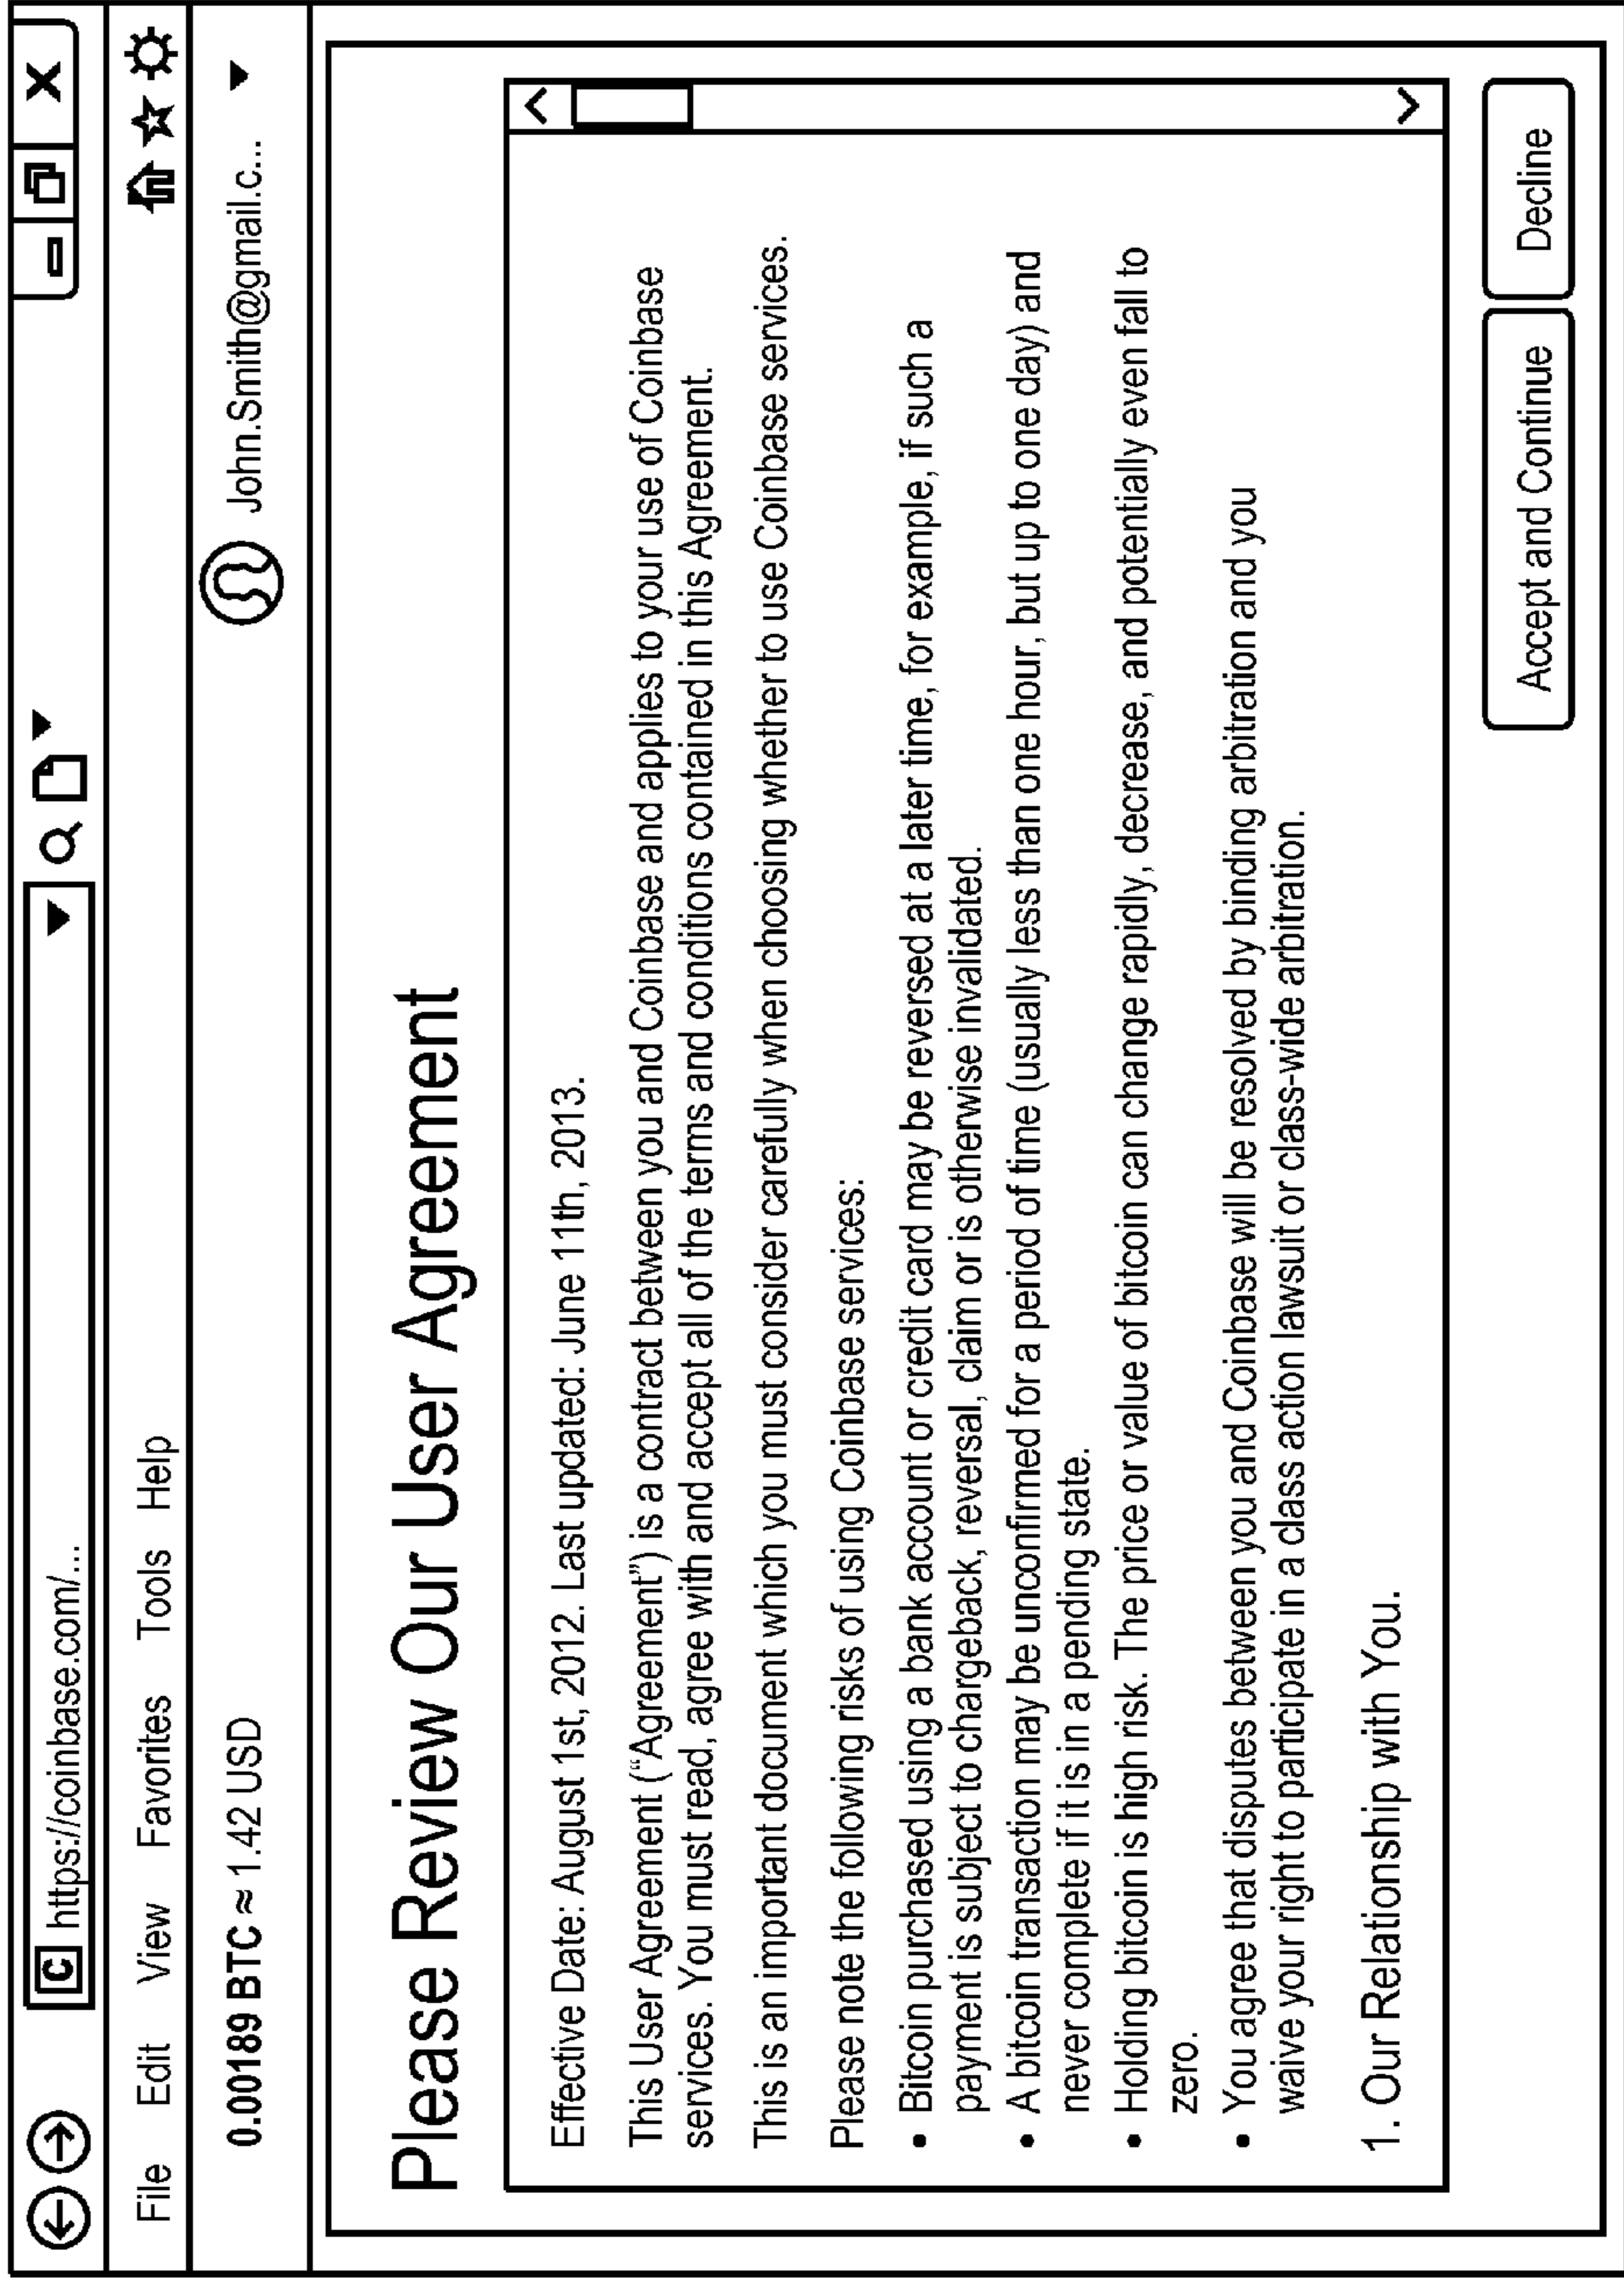 C https://coinbase.com/...
X
File Edit View Favorites Tools Help
0.00189 BTC ≈ 1.42 USD
John.Smith@gmail.c...
Please Review Our User Agreement
Effective Date: August 1st, 2012. Last updated: June 11th, 2013.
This User Agreement (“Agreement”) is a contract between you and Coinbase and applies to your use of Coinbase
services. You must read, agree with and accept all of the terms and conditions contained in this Agreement.
This is an important document which you must consider carefully when choosing whether to use Coinbase services.
Please note the following risks of using Coinbase services:
• Bitcoin purchased using a bank account or credit card may be reversed at a later time, for example, if such a
payment is subject to chargeback, reversal, claim or is otherwise invalidated.
• A bitcoin transaction may be unconfirmed for a period of time (usually less than one hour, but up to one day) and
never complete if it is in a pending state.
• Holding bitcoin is high risk. The price or value of bitcoin can change rapidly, decrease, and potentially even fall to
zero.
• You agree that disputes between you and Coinbase will be resolved by binding arbitration and you
waive your right to participate in a class action lawsuit or class-wide arbitration.
1. Our Relationship with You.
Accept and Continue
Decline